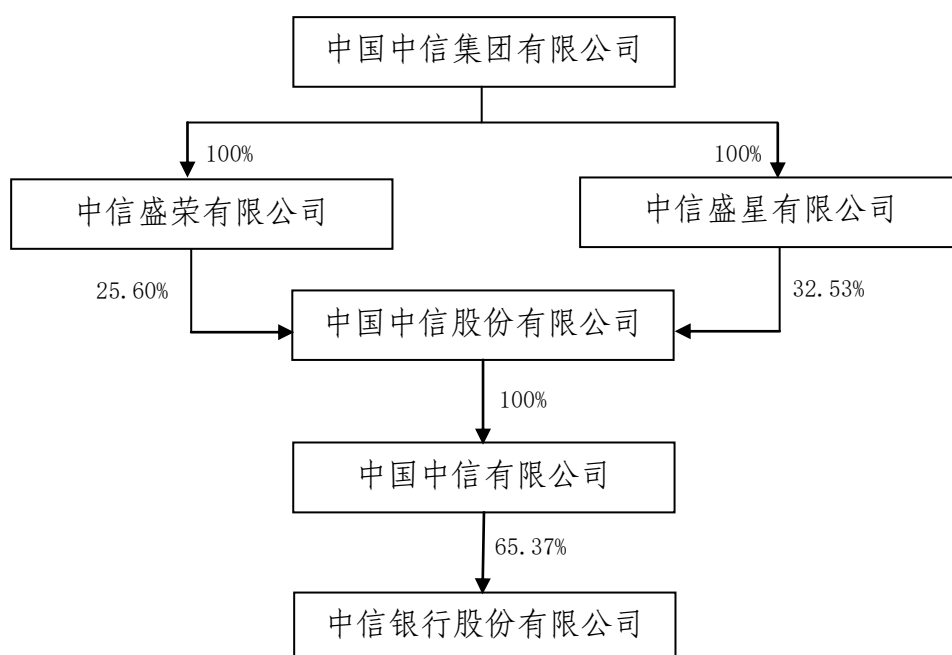 中国中信集团有限公司
100%
100%
中信盛荣有限公司
中信盛星有限公司
25.60%
32.53%
中国中信股份有限公司
100%
中国中信有限公司
65.37%
中信银行股份有限公司